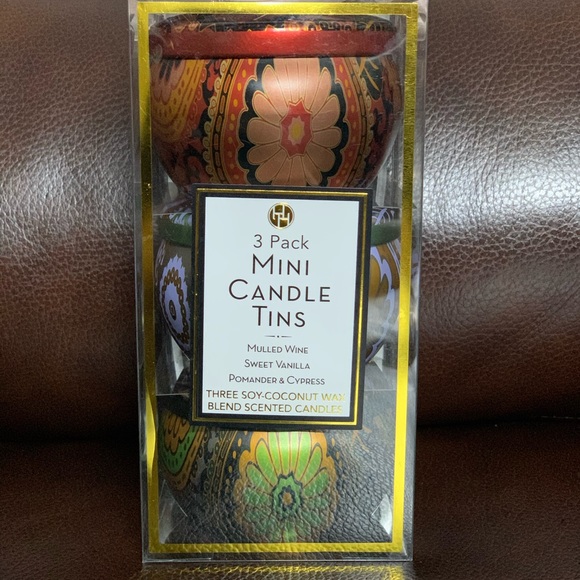 3 Pack
MINI
CANDLE
TINS
MULLED WINE
SWEET VANILLA
POMANDER & CYPRESS
THREE SOY-COCONUT WAX
BLEND SCENTED CANDLES